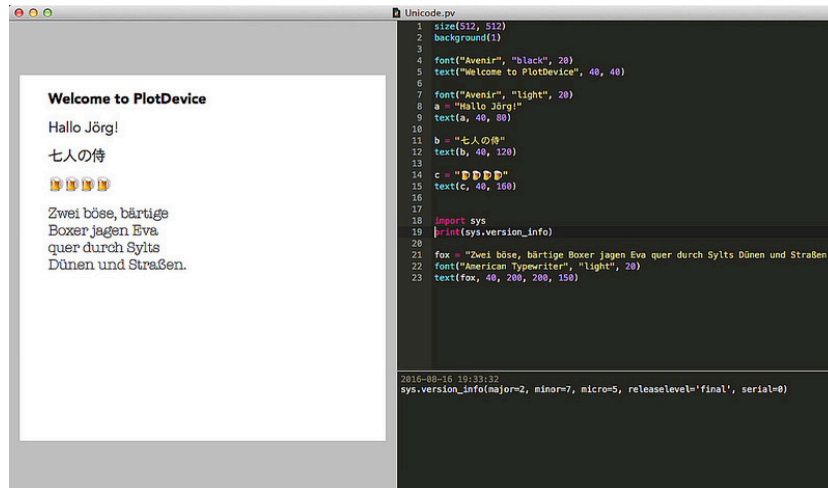 Unicode.pv
Welcome to PlotDevice
Hallo Jörg!
七人の侍
🍺🍺🍺🍺
Zwei böse, bärtige
Boxer jagen Eva
quer durch Sylts
Dünen und Straßen.
1 size(512, 512)
2 background(1)
3
4 font("Avenir", "black", 20)
5 text("Welcome to PlotDevice", 40, 40)
6
7 font("Avenir", "light", 20)
8 a = "Hallo Jörg!"
9 text(a, 40, 80)
10
11 b = "七人の侍"
12 text(b, 40, 120)
13
14 c = "🍺🍺🍺🍺"
15 text(c, 40, 160)
16
17
18 import sys
19 print(sys.version_info)
20
21 fox = "Zwei böse, bärtige Boxer jagen Eva quer durch Sylts Dünen und Straßen
22 font("American Typewriter", "light", 20)
23 text(fox, 40, 200, 200, 150)
2016-08-16 19:33:32
sys.version_info(major=2, minor=7, micro=5, releaselevel='final', serial=0)